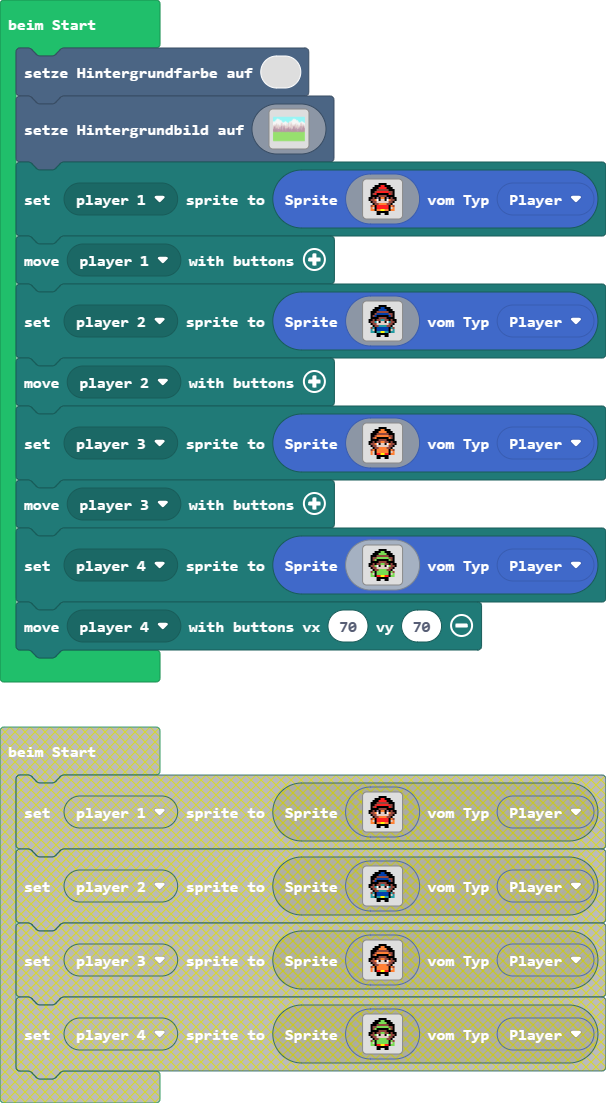 beim Start
setze Hintergrundfarbe auf
setze Hintergrundbild auf
set player 1 sprite to Sprite vom Typ Player
move player 1 with buttons
set player 2 sprite to Sprite vom Typ Player
move player 2 with buttons
set player 3 sprite to Sprite vom Typ Player
move player 3 with buttons
set player 4 sprite to Sprite vom Typ Player
move player 4 with buttons vx 70 vy 70
beim Start
set player 1 sprite to Sprite vom Typ Player
set player 2 sprite to Sprite vom Typ Player
set player 3 sprite to Sprite vom Typ Player
set player 4 sprite to Sprite vom Typ Player